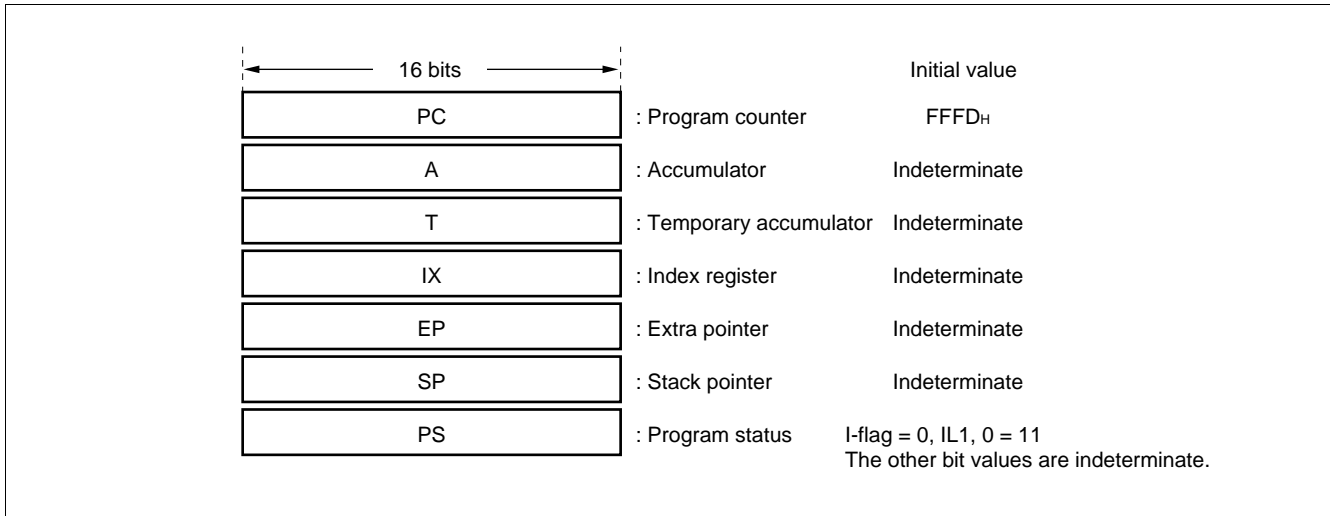 16 bits Initial value
PC : Program counter FFFDH
A : Accumulator Indeterminate
T : Temporary accumulator Indeterminate
IX : Index register Indeterminate
EP : Extra pointer Indeterminate
SP : Stack pointer Indeterminate
PS : Program status I-flag = 0, IL1, 0 = 11
The other bit values are indeterminate.